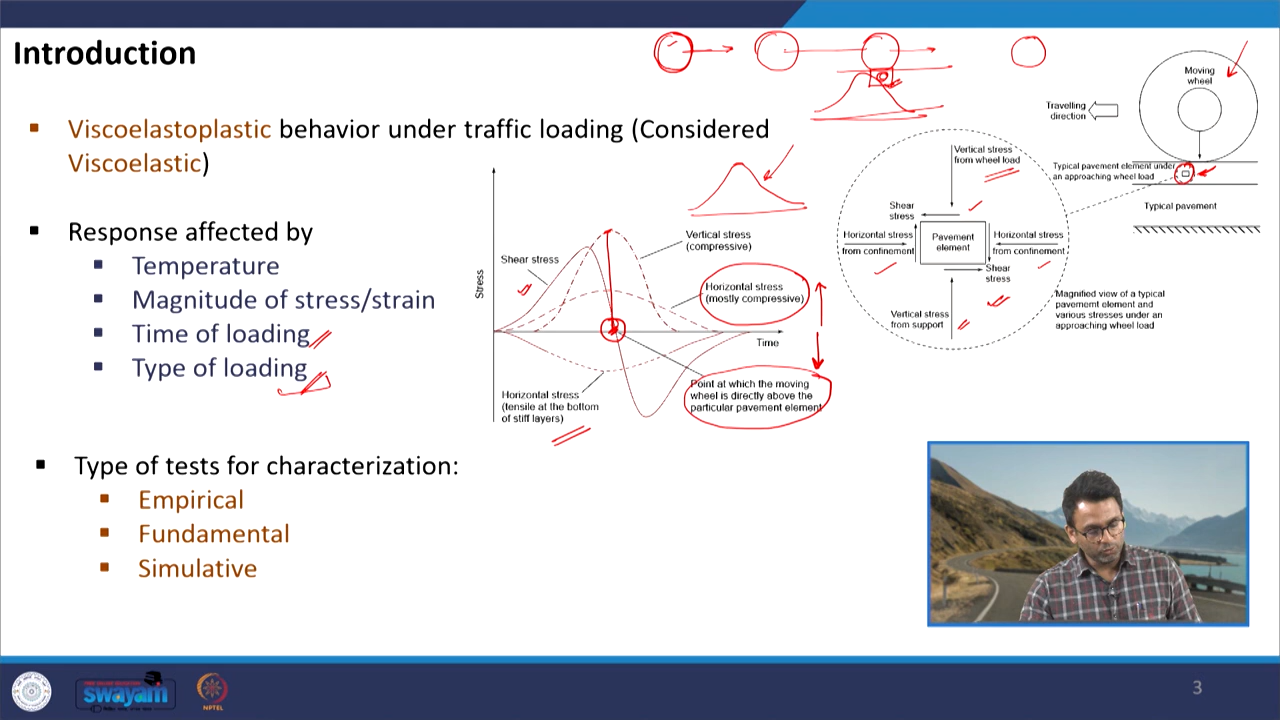 Introduction
Viscoelastoplastic behavior under traffic loading (Considered
Viscoelastic)
Response affected by
Temperature
Magnitude of stress/strain
Time of loading
Type of loading
Type of tests for characterization:
Empirical
Fundamental
Simulative
Stress
Shear stress
Vertical stress
(compressive)
Horizontal stress
(mostly compressive)
Time
Horizontal stress
(tensile at the bottom
of stiff layers)
Point at which the moving
wheel is directly above the
particular pavement element
Vertical stress
from wheel load
Shear
stress
Horizontal stress
from confinement
Pavement
element
Horizontal stress
from confinement
Shear
stress
Vertical stress
from support
Moving
wheel
Travelling
direction
Typical pavement element under
an approaching wheel load
Typical pavement
Magnified view of a typical
pavement element and
various stresses under an
approaching wheel load
swayam
NPTEL
3